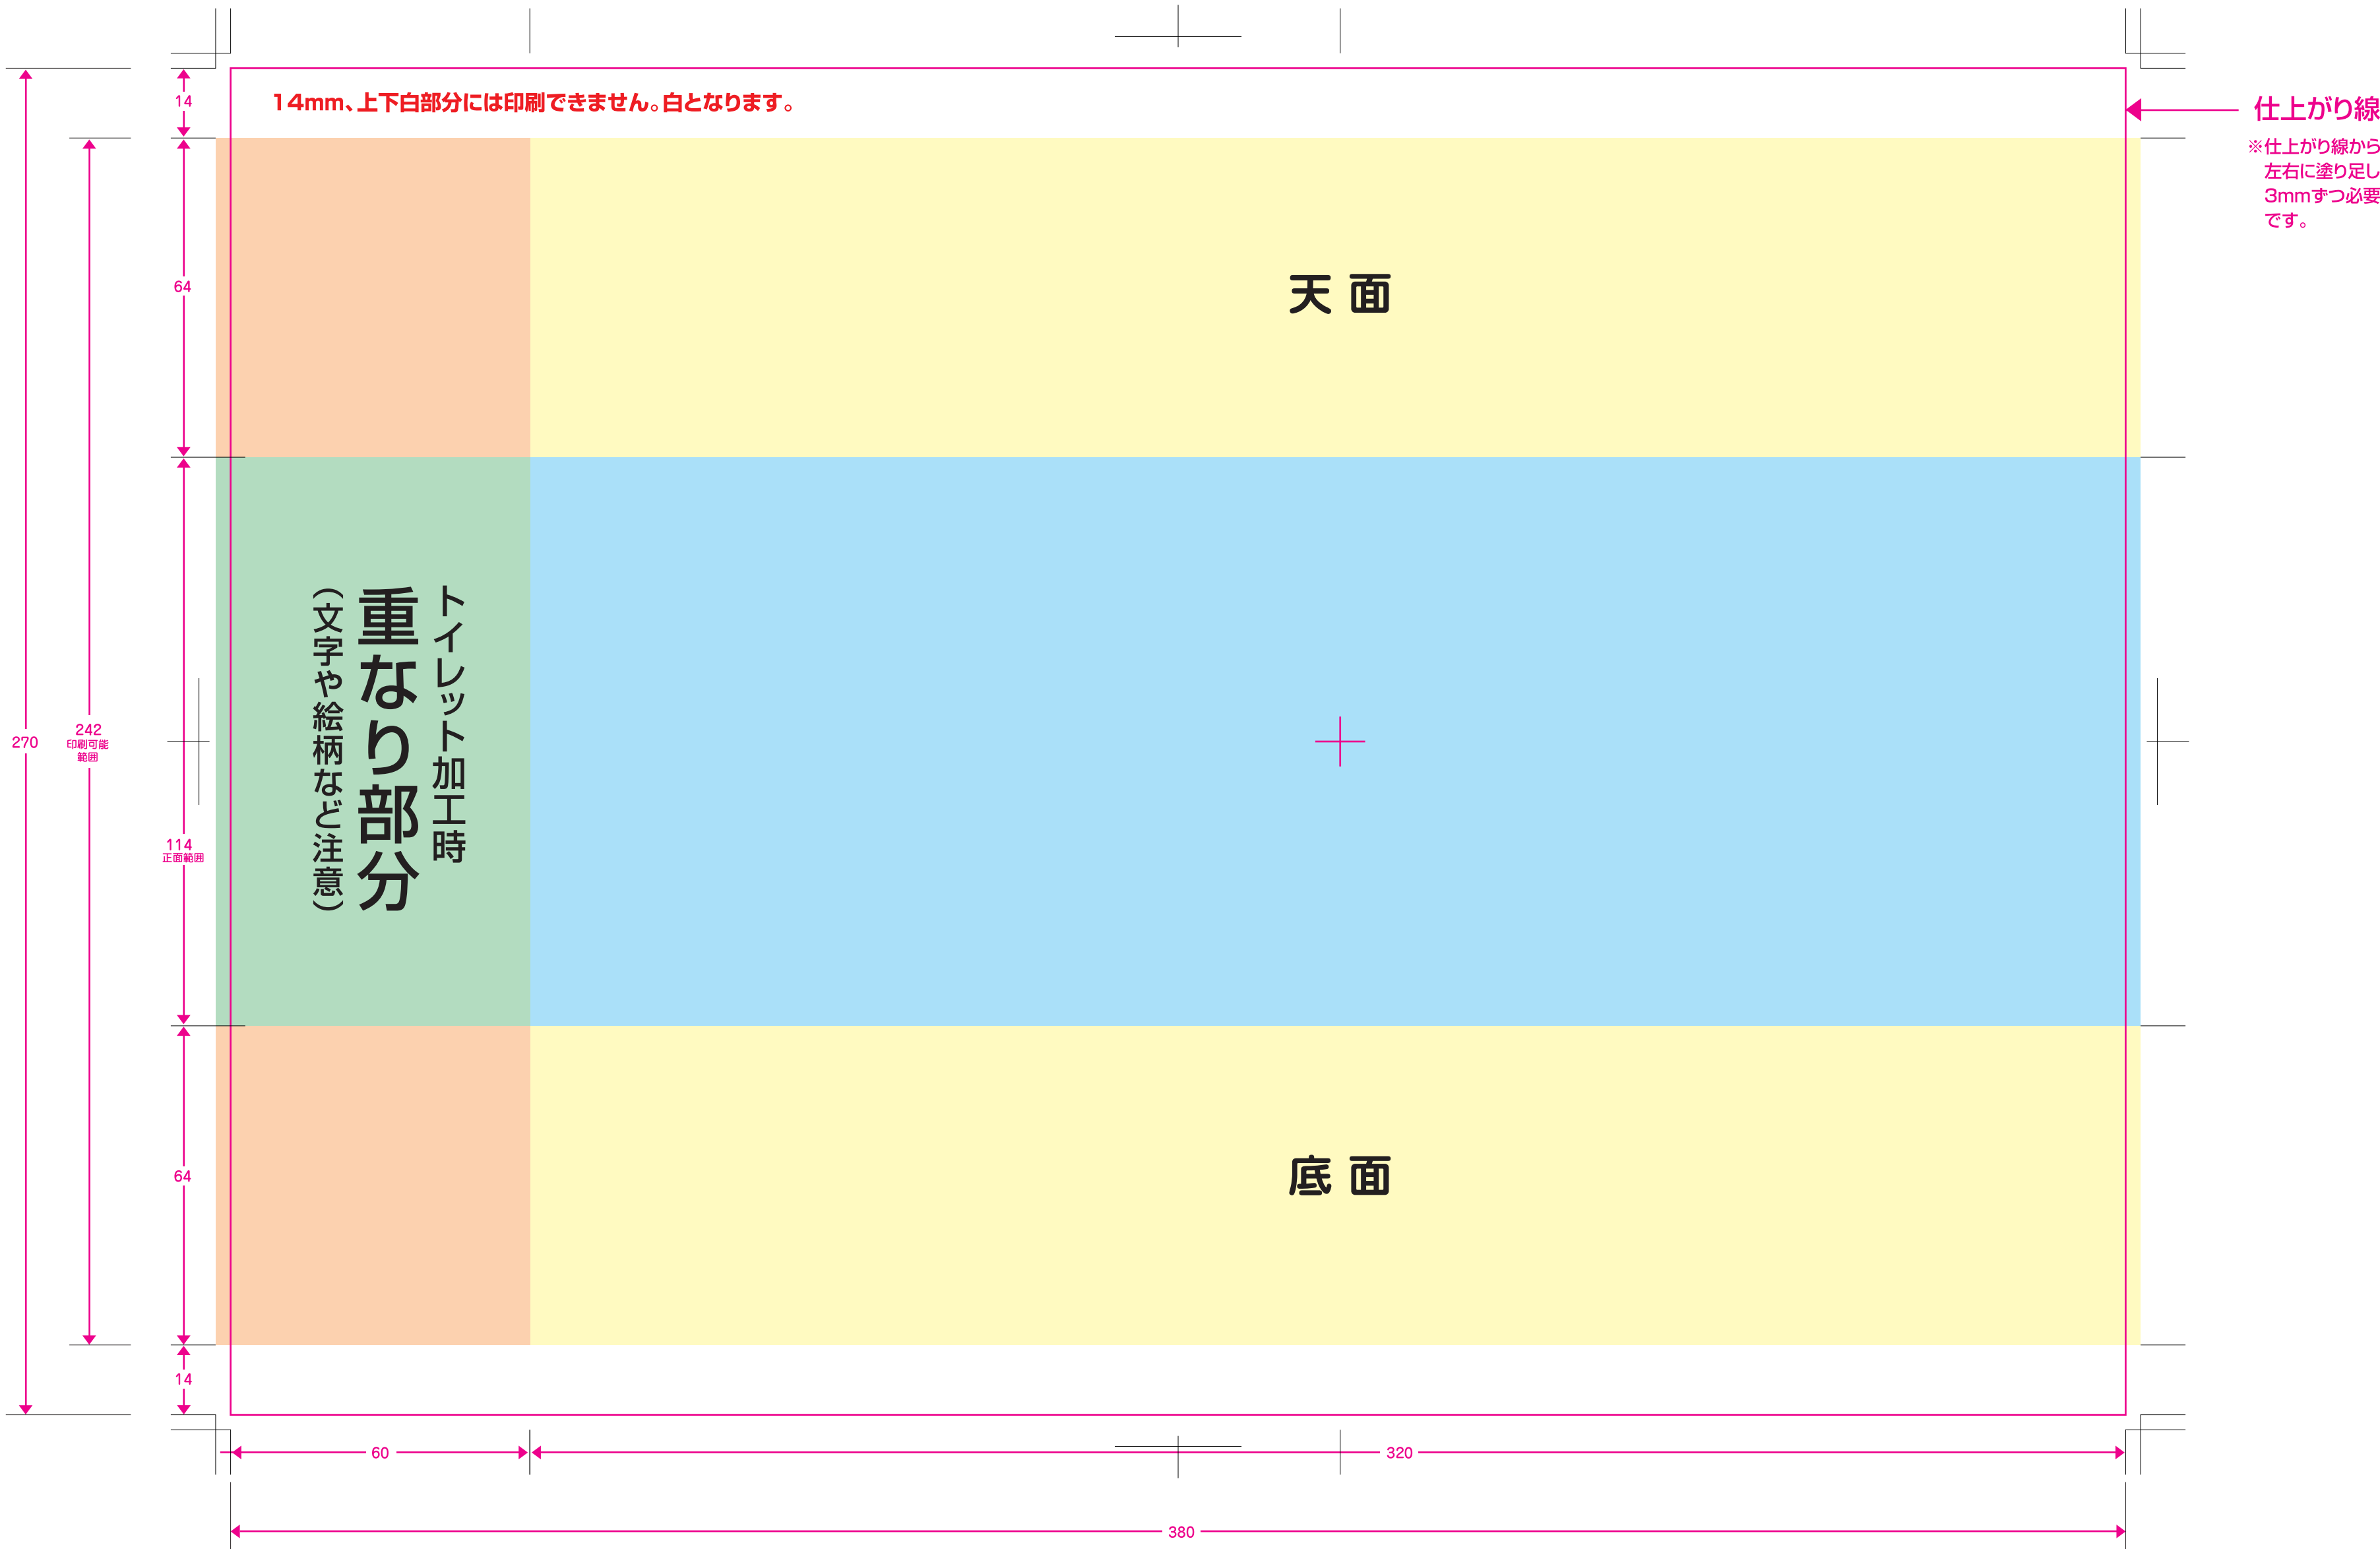 14mm、上下白部分には印刷できません。白となります。
仕上がり線
※仕上がり線から
左右に塗り足し
3mmずつ必要
です。
14
64
天面
トイレット加工時
重なり部分
（文字や絵柄など注意）
270
242
印刷可能
範囲
114
正面範囲
64
底面
14
60
320
380